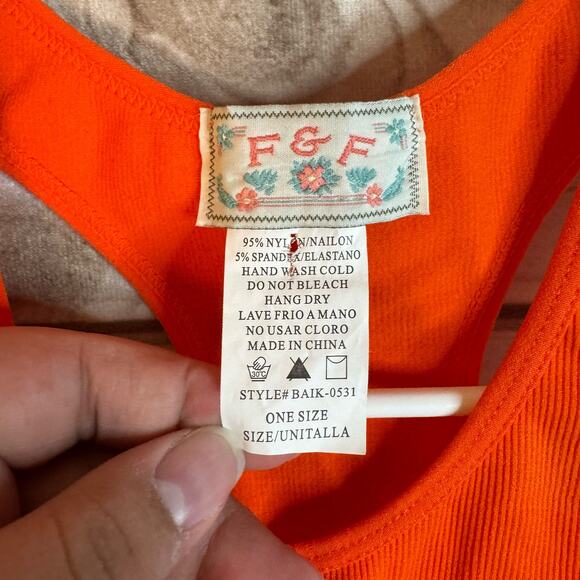 F & F
95% NYLON/NAILON
5% SPANDEX/ELASTANO
HAND WASH COLD
DO NOT BLEACH
HANG DRY
LAVE FRIO A MANO
NO USAR CLORO
MADE IN CHINA
30°C
STYLE# BAIK-0531
ONE SIZE
SIZE/UNITALLA